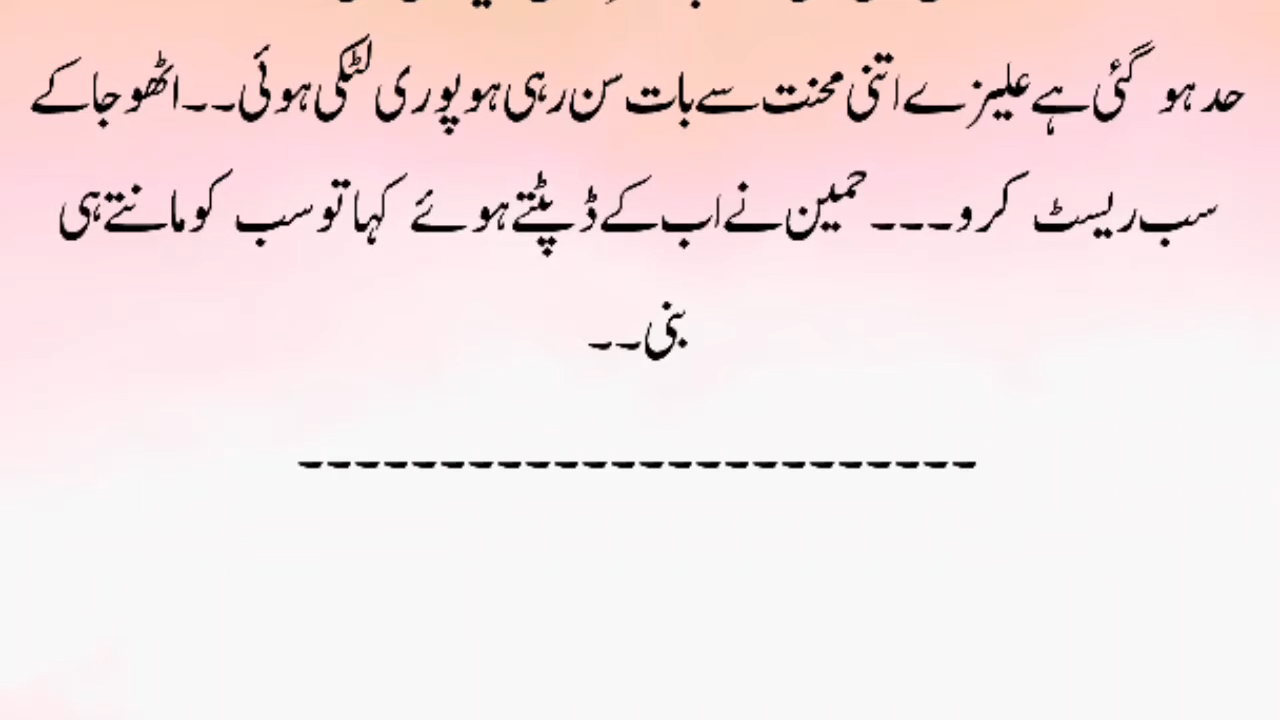 حد ہو گئی ہے علیزے اتنی محنت سے بات سن رہی ہو پوری لٹکی ہوئی۔۔اٹھو جا کے
سب ریسٹ کرو۔۔۔ حمین نے اب کے ڈپٹتے ہوئے کہا تو سب کو مانتے ہی
بنی۔۔
------------------------